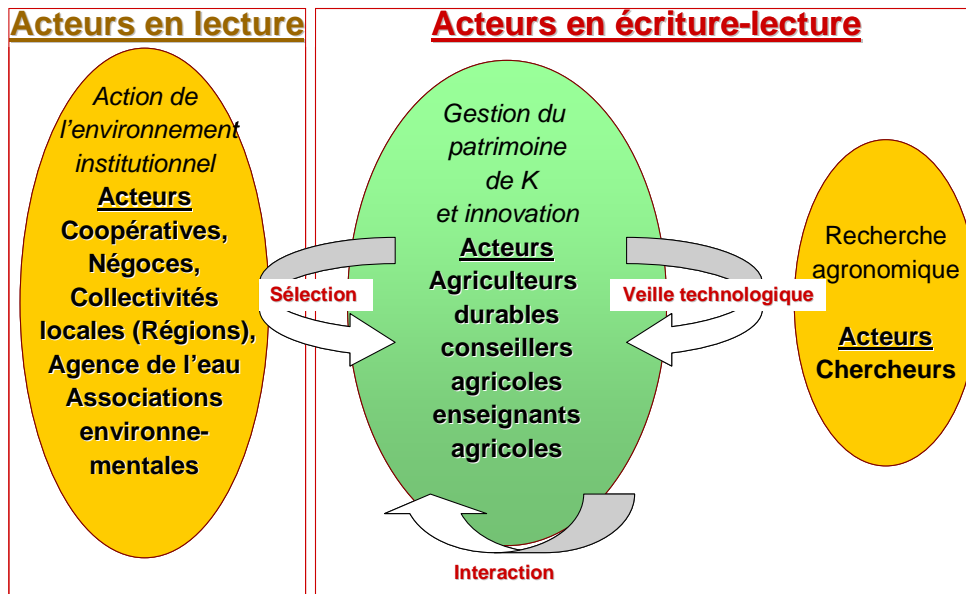 Acteurs en lecture
Action de
l'environnement
institutionnel
Acteurs
Coopératives,
Négoces,
Collectivités
locales (Régions),
Agence de l'eau
Associations
environne-
mentales
Sélection
Acteurs en écriture-lecture
Gestion du
patrimoine
de K
et innovation
Acteurs
Agriculteurs
durables
conseillers
agricoles
enseignants
agricoles
Veille technologique
Recherche
agronomique
Acteurs
Chercheurs
Interaction